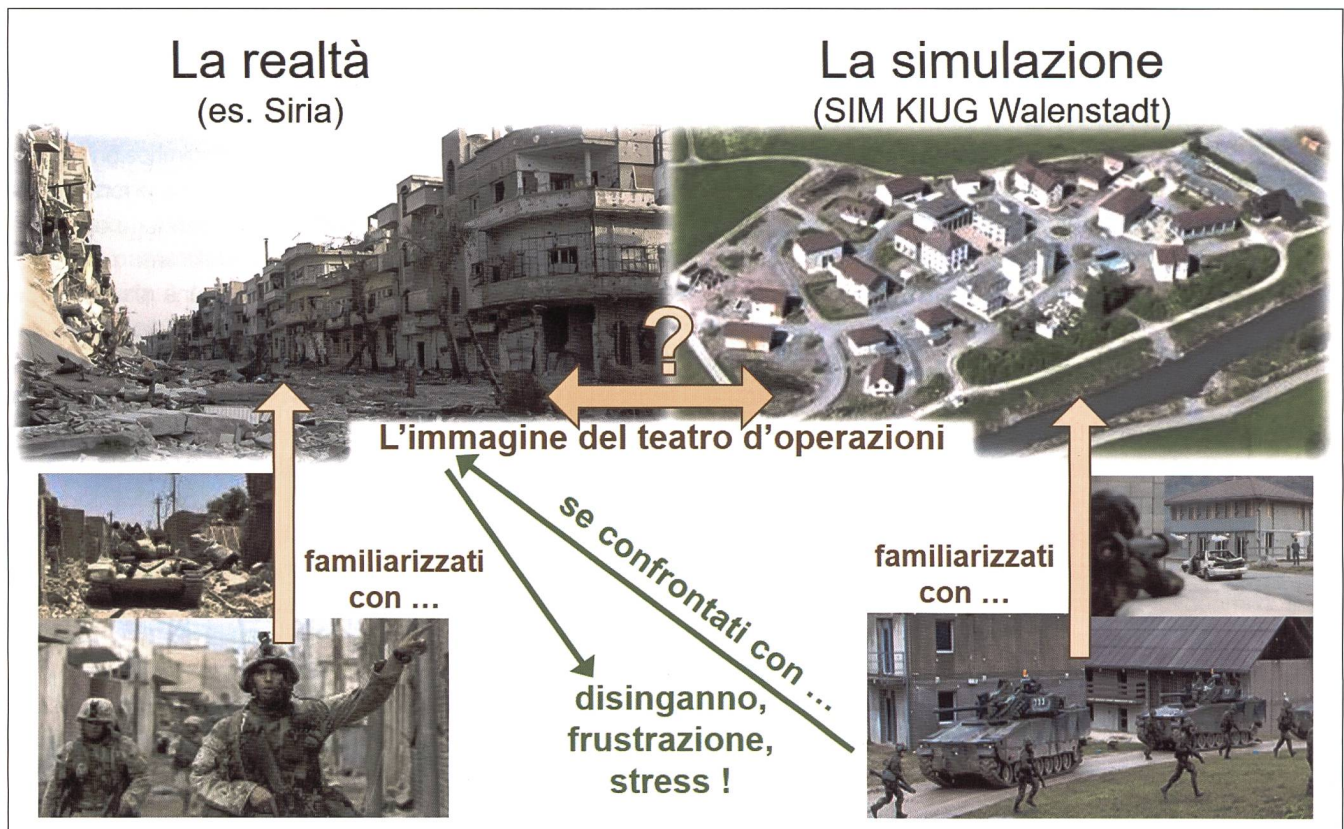 La realtà
(es. Siria)
La simulazione
(SIM KIUG Walenstadt)
?
L'immagine del teatro d'operazioni
familiarizzati
con ...
se confrontati con ...
familiarizzati
con ...
disinganno,
frustrazione,
stress !